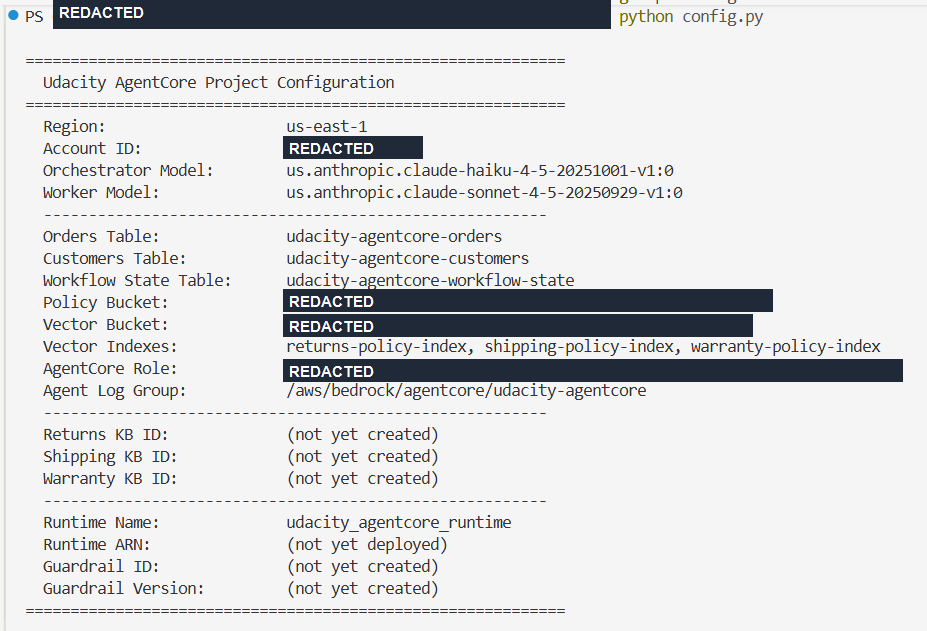 PS REDACTED python config.py
============================================================
Udacity AgentCore Project Configuration
============================================================
Region: us-east-1
Account ID: REDACTED
Orchestrator Model: us.anthropic.claude-haiku-4-5-20251001-v1:0
Worker Model: us.anthropic.claude-sonnet-4-5-20250929-v1:0
--------------------------------------------------------
Orders Table: udacity-agentcore-orders
Customers Table: udacity-agentcore-customers
Workflow State Table: udacity-agentcore-workflow-state
Policy Bucket: REDACTED
Vector Bucket: REDACTED
Vector Indexes: returns-policy-index, shipping-policy-index, warranty-policy-index
AgentCore Role: REDACTED
Agent Log Group: /aws/bedrock/agentcore/udacity-agentcore
--------------------------------------------------------
Returns KB ID: (not yet created)
Shipping KB ID: (not yet created)
Warranty KB ID: (not yet created)
--------------------------------------------------------
Runtime Name: udacity_agentcore_runtime
Runtime ARN: (not yet deployed)
Guardrail ID: (not yet created)
Guardrail Version: (not yet created)
============================================================